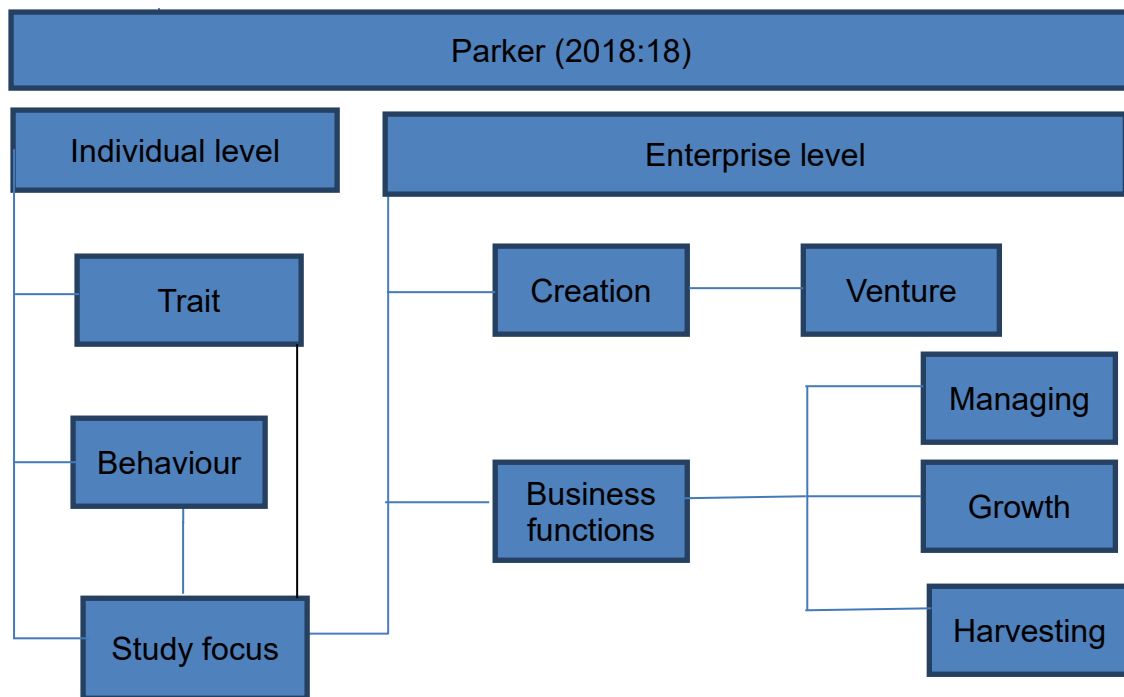 Parker (2018:18)
Individual level
Enterprise level
Trait
Creation
Venture
Managing
Behaviour
Business
functions
Growth
Study focus
Harvesting